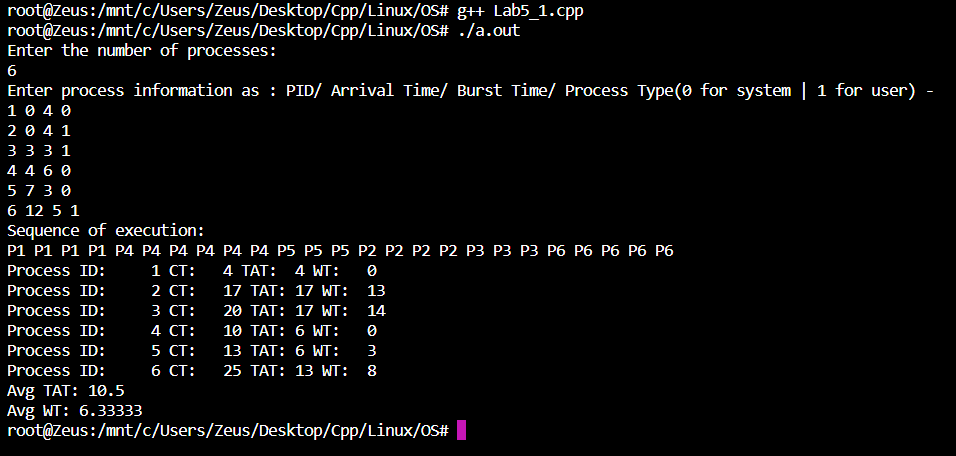 root@Zeus:/mnt/c/Users/Zeus/Desktop/Cpp/Linux/OS# g++ Lab5_1.cpp
root@Zeus:/mnt/c/Users/Zeus/Desktop/Cpp/Linux/OS# ./a.out
Enter the number of processes:
6
Enter process information as : PID/ Arrival Time/ Burst Time/ Process Type(0 for system | 1 for user) -
1 0 4 0
2 0 4 1
3 3 3 1
4 4 6 0
5 7 3 0
6 12 5 1
Sequence of execution:
P1 P1 P1 P1 P4 P4 P4 P4 P4 P4 P5 P5 P5 P2 P2 P2 P2 P3 P3 P3 P6 P6 P6 P6 P6
Process ID:     1 CT:   4 TAT:  4 WT:   0
Process ID:     2 CT:   17 TAT: 17 WT:  13
Process ID:     3 CT:   20 TAT: 17 WT:  14
Process ID:     4 CT:   10 TAT: 6 WT:   0
Process ID:     5 CT:   13 TAT: 6 WT:   3
Process ID:     6 CT:   25 TAT: 13 WT:  8
Avg TAT: 10.5
Avg WT: 6.33333
root@Zeus:/mnt/c/Users/Zeus/Desktop/Cpp/Linux/OS#